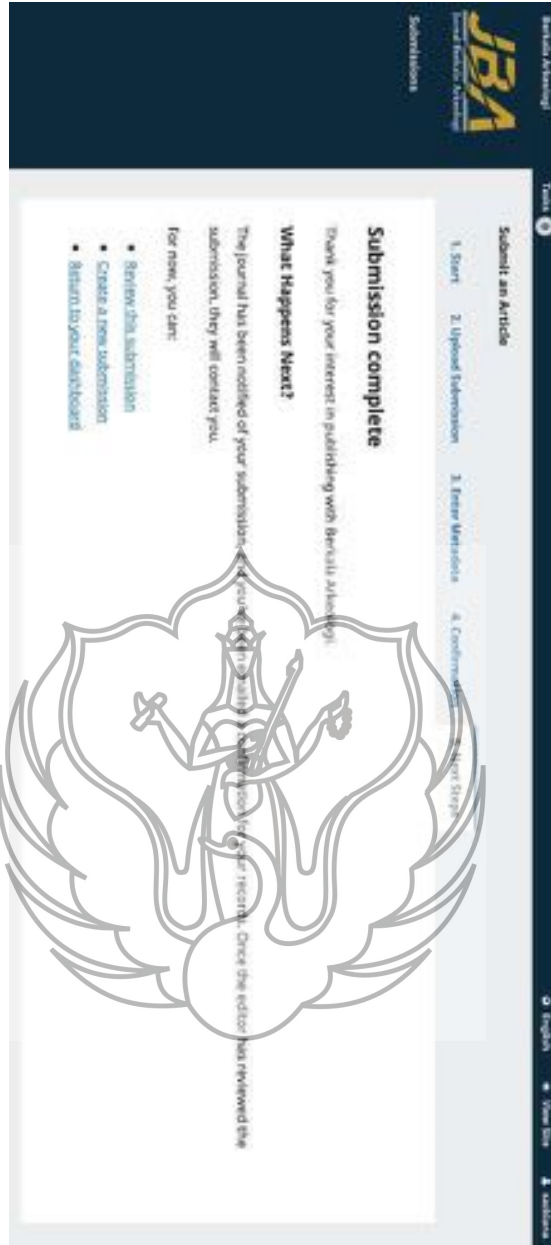 Berkala Arkeologi Tasks 0 English View Site
JBA
Jurnal Berkala Arkeologi
Submissions
Submit an Article
1. Start 2. Upload Submission 3. Enter Metadata 4. Confirmation 5. Next Steps
Submission complete
Thank you for your interest in publishing with Berkala Arkeologi.
What Happens Next?
The journal has been notified of your submission, and you've been emailed a confirmation for your records. Once the editor has reviewed the
submission, they will contact you.
For now, you can:
Review this submission
Create a new submission
Return to your dashboard